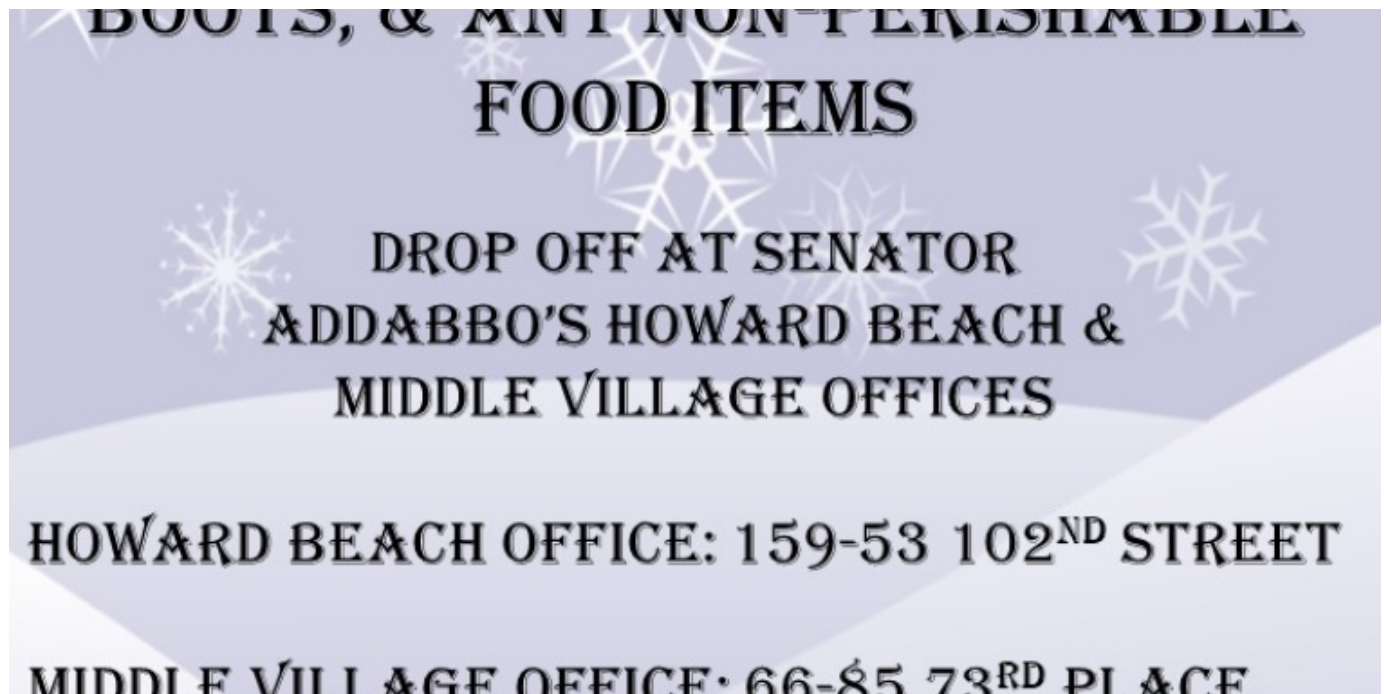 BOOTS, & ANY NON-PERISHABLE
FOOD ITEMS
DROP OFF AT SENATOR
ADDABBO'S HOWARD BEACH &
MIDDLE VILLAGE OFFICES
HOWARD BEACH OFFICE: 159-53 102ND STREET
MIDDLE VILLAGE OFFICE: 66-85 73RD PLACE